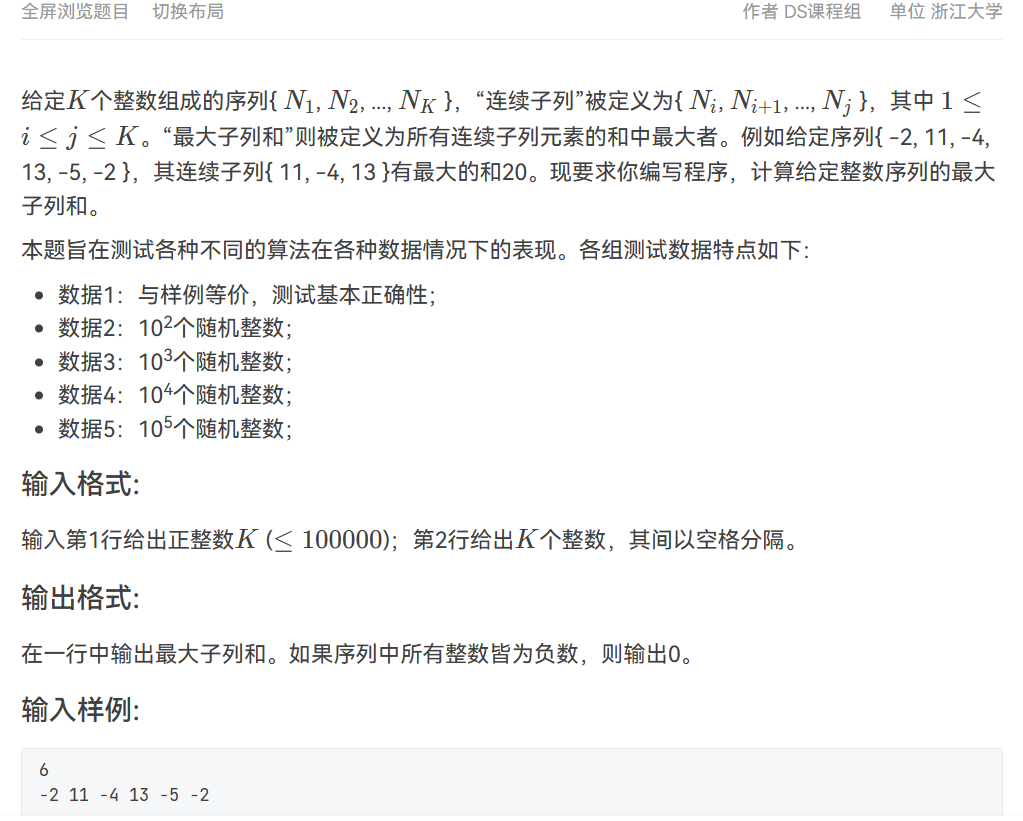 全屏浏览题目 切换布局 作者 DS课程组 单位 浙江大学
给定K个整数组成的序列{ N₁, N₂, ..., N_K },“连续子列”被定义为{ N_i, N_{i+1}, ..., N_j },其中 1 ≤
i ≤ j ≤ K。“最大子列和”则被定义为所有连续子列元素的和中最大者。例如给定序列{ -2, 11, -4,
13, -5, -2 },其连续子列{ 11, -4, 13 }有最大的和20。现要求你编写程序,计算给定整数序列的最大
子列和。
本题旨在测试各种不同的算法在各种数据情况下的表现。各组测试数据特点如下:
• 数据1:与样例等价,测试基本正确性;
• 数据2:10²个随机整数;
• 数据3:10³个随机整数;
• 数据4:10⁴个随机整数;
• 数据5:10⁵个随机整数;
输入格式:
输入第1行给出正整数K (≤ 100000);第2行给出K个整数,其间以空格分隔。
输出格式:
在一行中输出最大子列和。如果序列中所有整数皆为负数,则输出0。
输入样例:
6
-2 11 -4 13 -5 -2